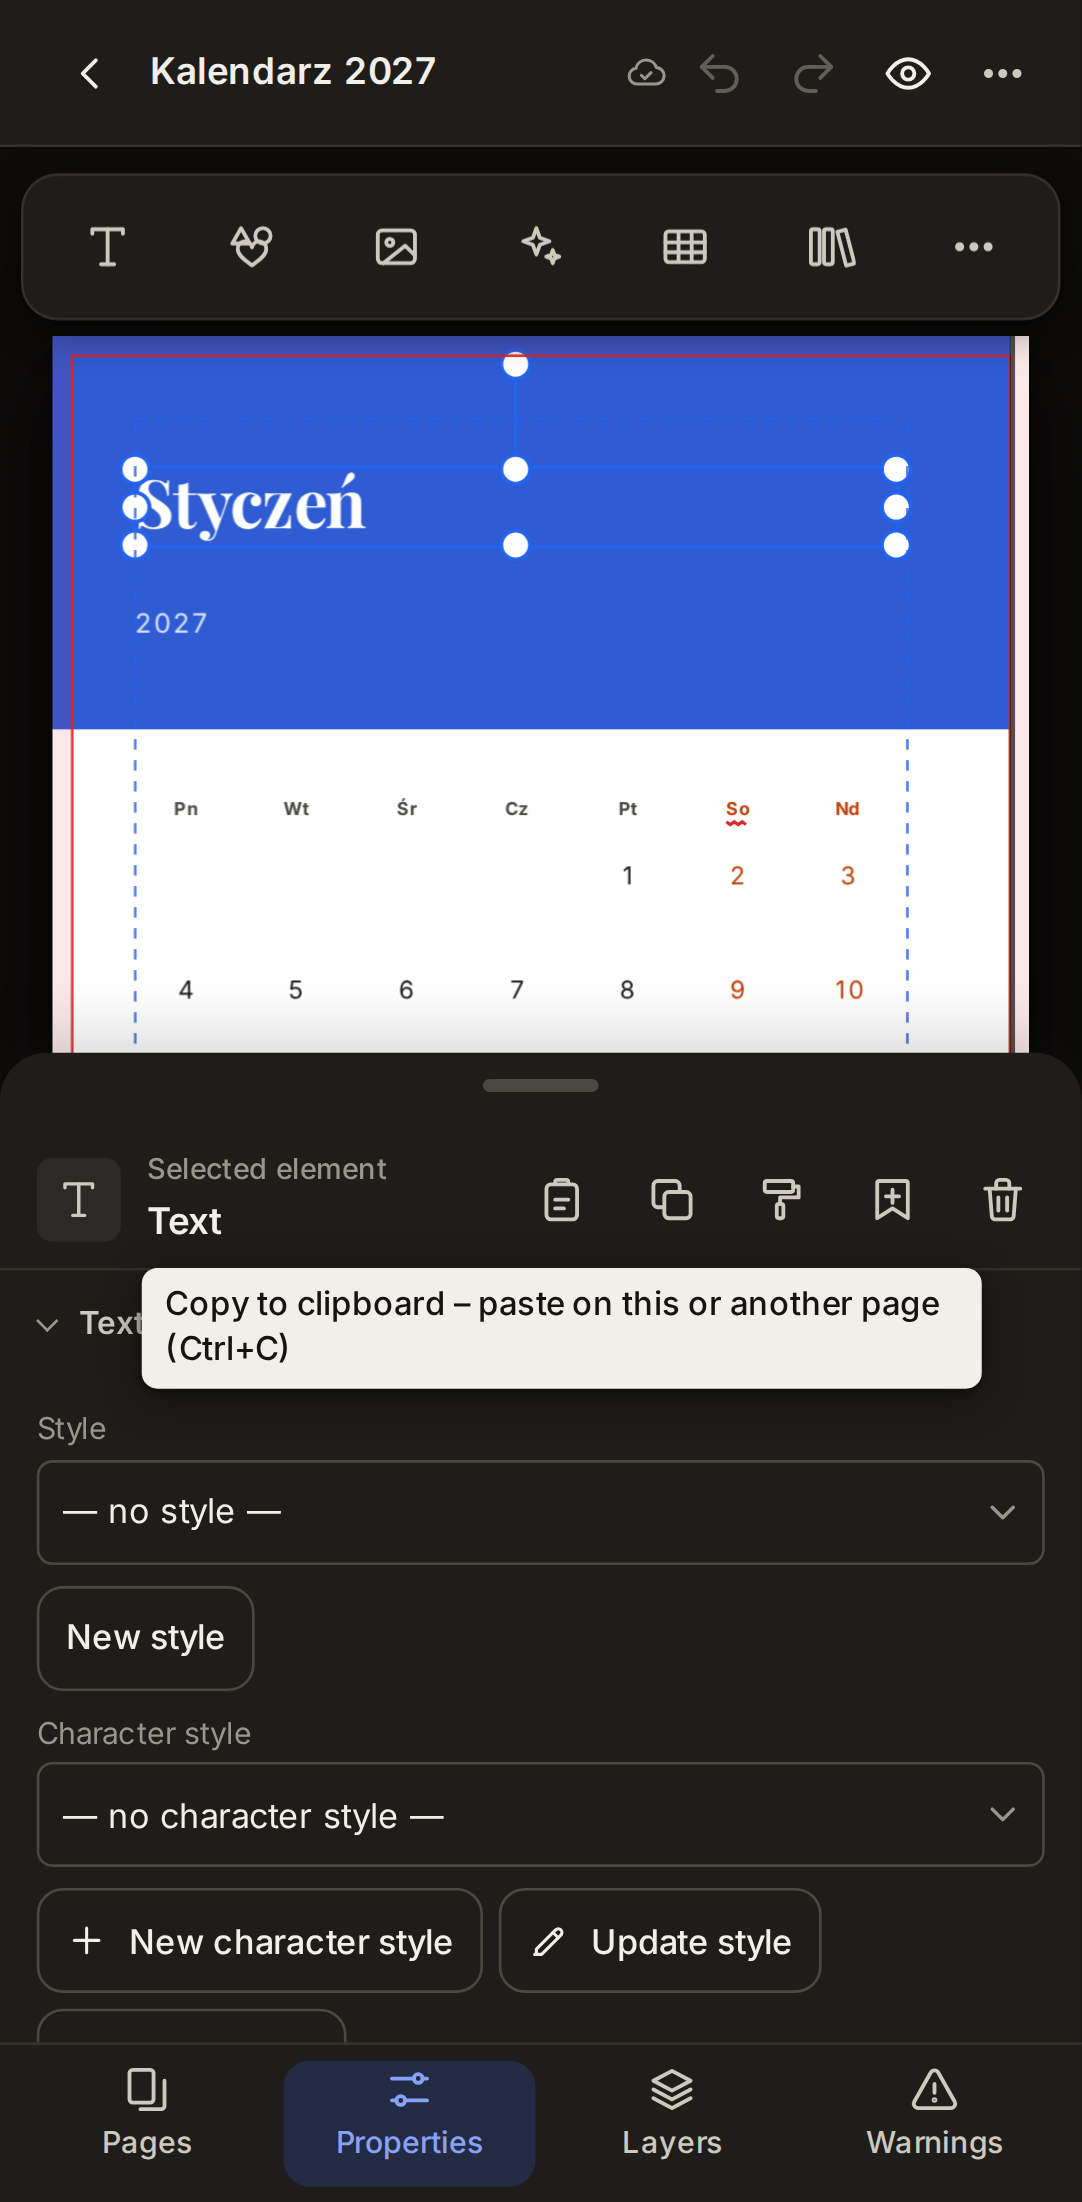 Kalendarz 2027
Styczeń
2027
Pn Wt Śr Cz Pt So Nd
1 2 3
4 5 6 7 8 9 10
Selected element
Text
Text
Copy to clipboard – paste on this or another page
(Ctrl+C)
Style
— no style —
New style
Character style
— no character style —
New character style
Update style
Pages
Properties
Layers
Warnings